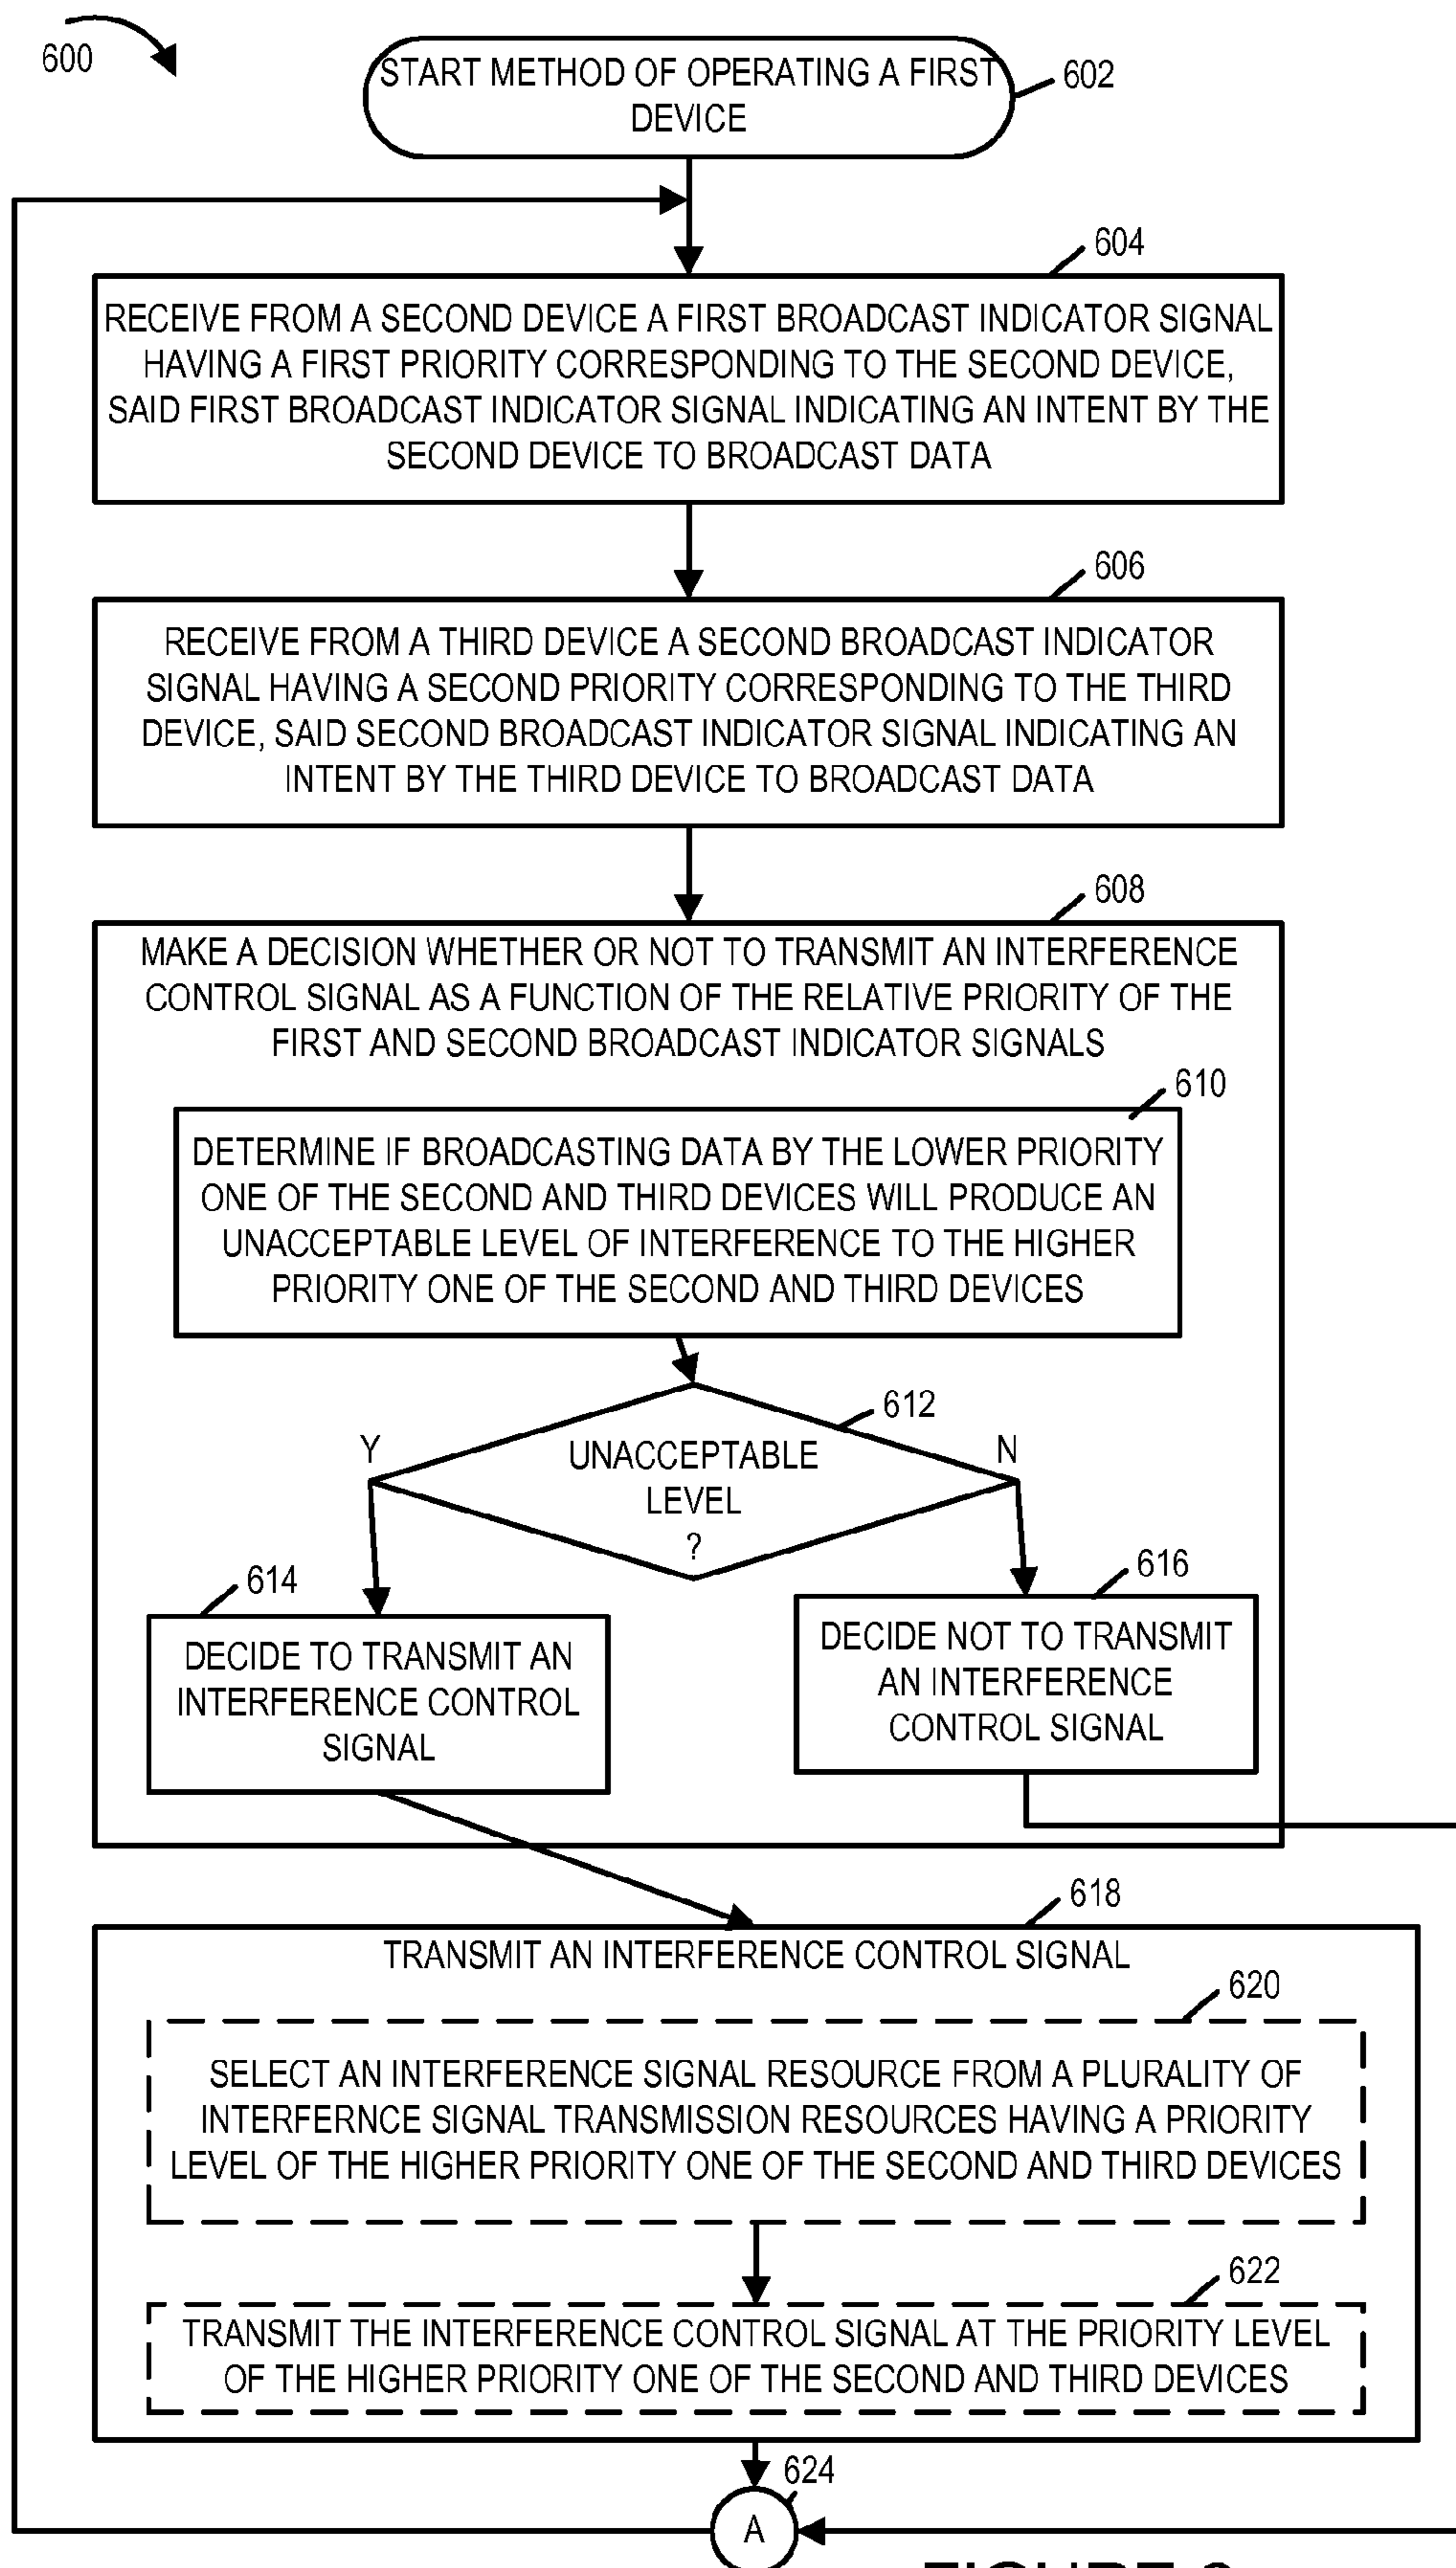 600
START METHOD OF OPERATING A FIRST
DEVICE
602
604
RECEIVE FROM A SECOND DEVICE A FIRST BROADCAST INDICATOR SIGNAL
HAVING A FIRST PRIORITY CORRESPONDING TO THE SECOND DEVICE,
SAID FIRST BROADCAST INDICATOR SIGNAL INDICATING AN INTENT BY THE
SECOND DEVICE TO BROADCAST DATA
606
RECEIVE FROM A THIRD DEVICE A SECOND BROADCAST INDICATOR
SIGNAL HAVING A SECOND PRIORITY CORRESPONDING TO THE THIRD
DEVICE, SAID SECOND BROADCAST INDICATOR SIGNAL INDICATING AN
INTENT BY THE THIRD DEVICE TO BROADCAST DATA
608
MAKE A DECISION WHETHER OR NOT TO TRANSMIT AN INTERFERENCE
CONTROL SIGNAL AS A FUNCTION OF THE RELATIVE PRIORITY OF THE
FIRST AND SECOND BROADCAST INDICATOR SIGNALS
610
DETERMINE IF BROADCASTING DATA BY THE LOWER PRIORITY
ONE OF THE SECOND AND THIRD DEVICES WILL PRODUCE AN
UNACCEPTABLE LEVEL OF INTERFERENCE TO THE HIGHER
PRIORITY ONE OF THE SECOND AND THIRD DEVICES
612
Y
N
UNACCEPTABLE
LEVEL
?
614
DECIDE TO TRANSMIT AN
INTERFERENCE CONTROL
SIGNAL
616
DECIDE NOT TO TRANSMIT
AN INTERFERENCE
CONTROL SIGNAL
618
TRANSMIT AN INTERFERENCE CONTROL SIGNAL
620
SELECT AN INTERFERENCE SIGNAL RESOURCE FROM A PLURALITY OF
INTERFERNCE SIGNAL TRANSMISSION RESOURCES HAVING A PRIORITY
LEVEL OF THE HIGHER PRIORITY ONE OF THE SECOND AND THIRD DEVICES
622
TRANSMIT THE INTERFERENCE CONTROL SIGNAL AT THE PRIORITY LEVEL
OF THE HIGHER PRIORITY ONE OF THE SECOND AND THIRD DEVICES
624
A